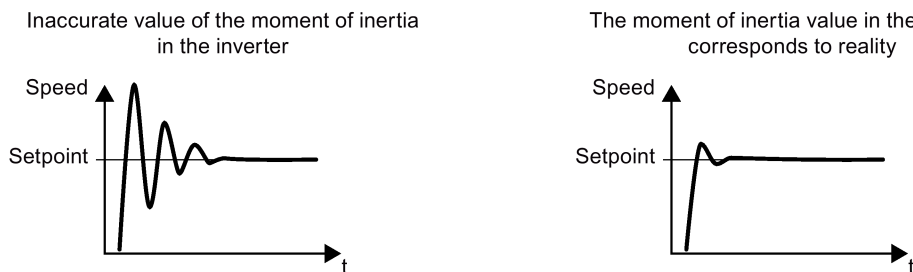 Inaccurate value of the moment of inertia
in the inverter
Speed
Setpoint
t
The moment of inertia value in the
corresponds to reality
Speed
Setpoint
t